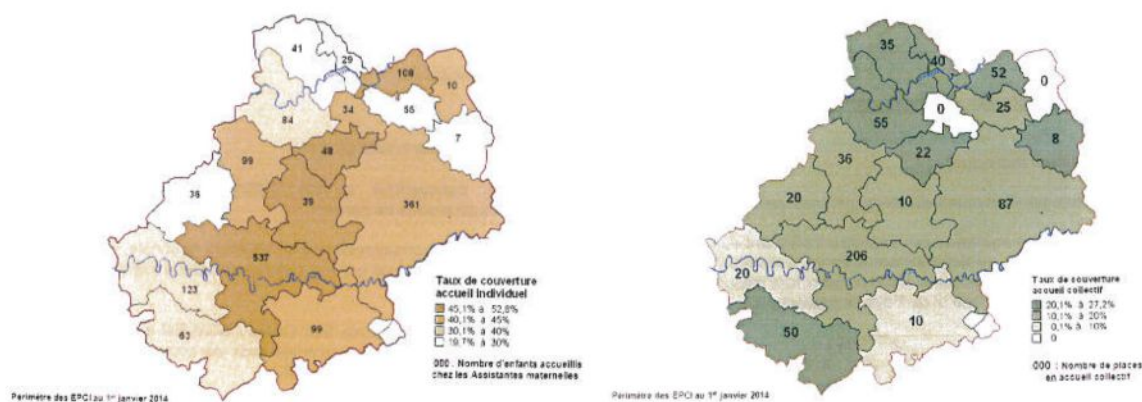 41
29
108
10
55
34
84
7
48
99
36
39
361
537
123
63
99
Taux de couverture
accueil Individuel
45,1% à 52,8%
40,1% à 45%
30,1% à 40%
19,7% à 30%
000 : Nombre d'enfants accueillis
chez les Assistantes maternelles
Périmètre des EPCI au 1er janvier 2014
35
40
52
0
25
0
55
8
22
36
20
10
87
206
20
50
10
Taux de couverture
accueil collectif
20,1% à 27,2%
10,1% à 20%
0,1% à 10%
0
000 : Nombre de places
en accueil collectif
Périmètre des EPCI au 1er janvier 2014